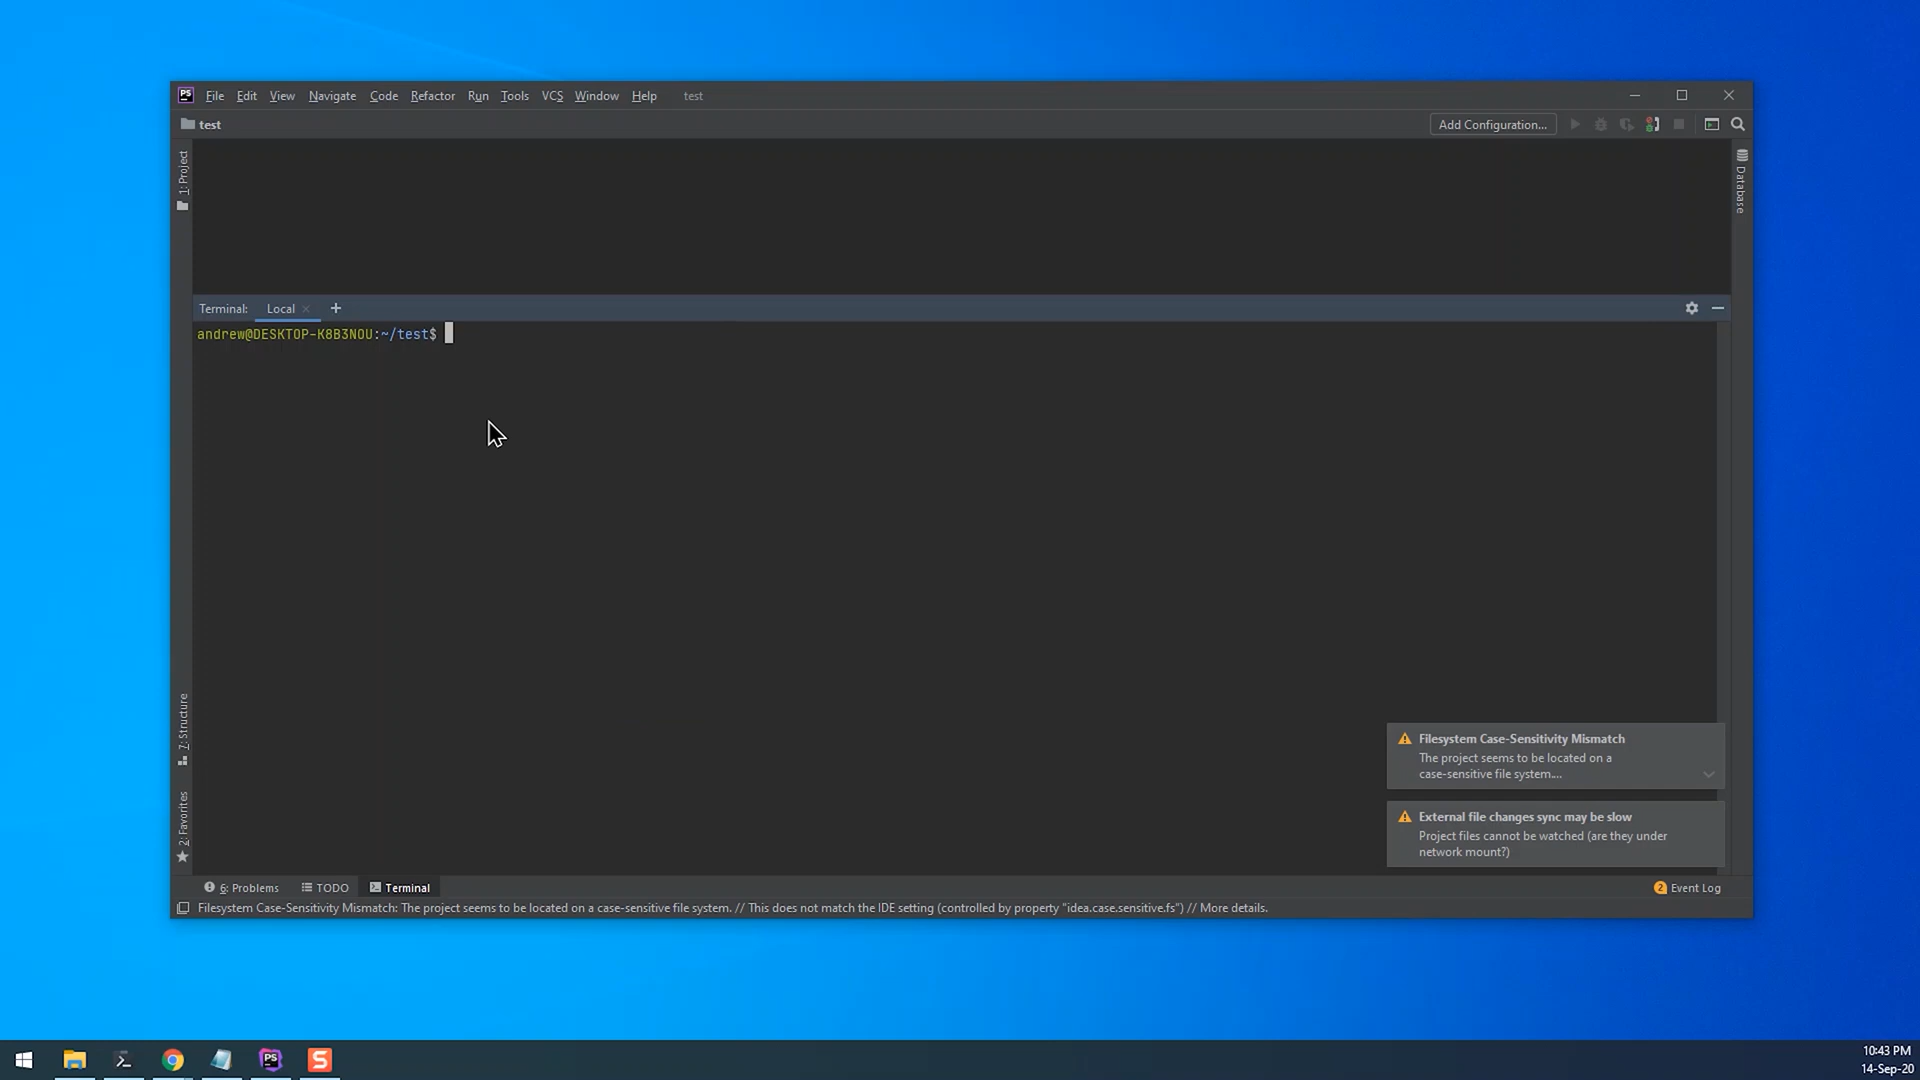 PS File Edit View Navigate Code Refactor Run Tools VCS Window Help test
test Add Configuration...
1: Project
Database
Terminal: Local
andrew@DESKTOP-K8B3NOU:~/test$
7: Structure
2: Favorites
Filesystem Case-Sensitivity Mismatch
The project seems to be located on a
case-sensitive file system....
External file changes sync may be slow
Project files cannot be watched (are they under
network mount?)
6: Problems TODO Terminal 2 Event Log
Filesystem Case-Sensitivity Mismatch: The project seems to be located on a case-sensitive file system. // This does not match the IDE setting (controlled by property "idea.case.sensitive.fs") // More details.
PS S
10:43 PM
14-Sep-20